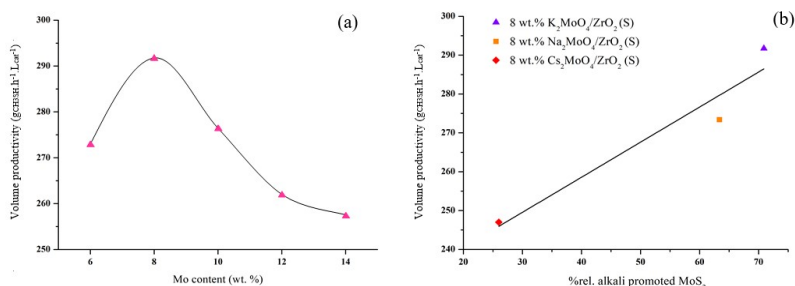 (a)
300
290
280
270
260
250
6 8 10 12 14
Mo content (wt. %)
Volume productivity (gCH3SH.h-1.Lcat-1)
(b)
8 wt.% K2MoO4/ZrO2 (S)
8 wt.% Na2MoO4/ZrO2 (S)
8 wt.% Cs2MoO4/ZrO2 (S)
300
290
280
270
260
250
240
20 30 40 50 60 70 80
%rel. alkali promoted MoS2
Volume productivity (gCH3SH.h-1.Lcat-1)